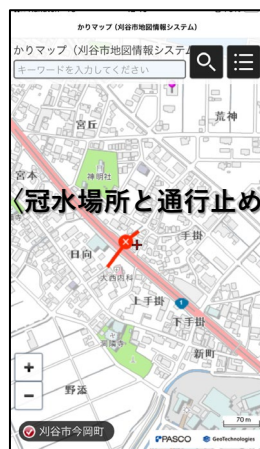 かりマップ (刈谷市地図情報システム)
かりマップ（刈谷市地図情報システム
キーワードを入力してください
荒神
宮丘
宮本
神明社
〈冠水場所と通行止め
手掛
日向
大西内科
1
上手掛
下手掛
新町
野添
+
−
70 m
刈谷市今岡町
PASCO
GeoTechnologies